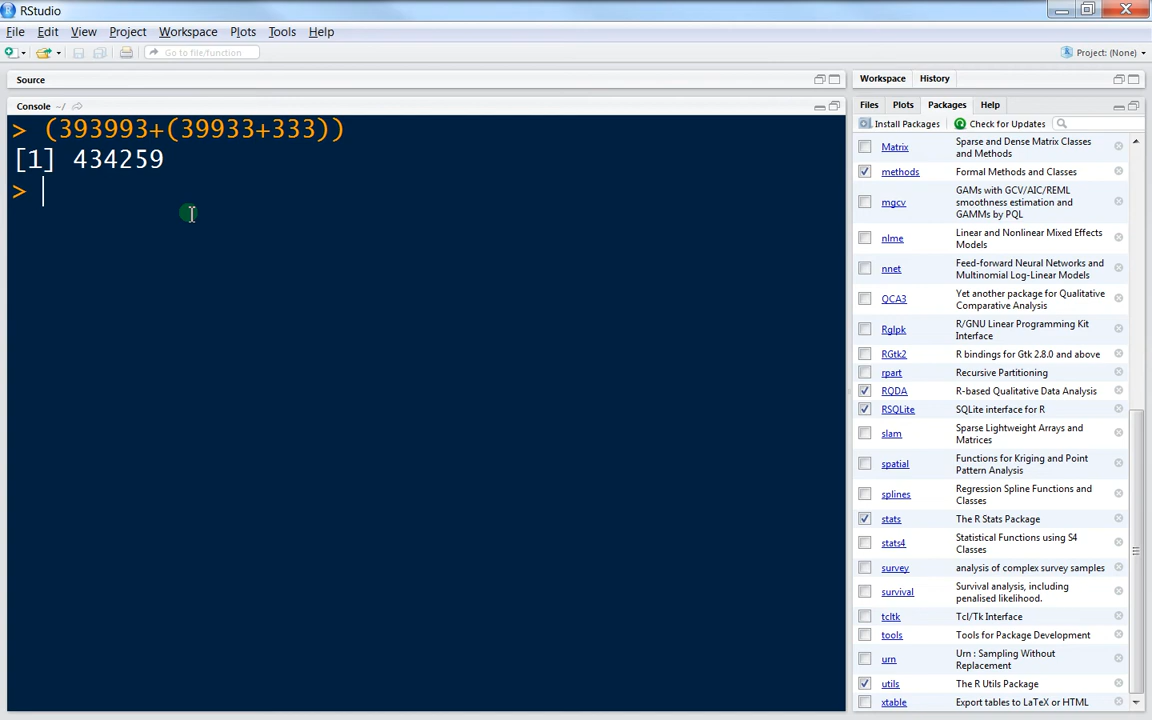 RStudio
File Edit View Project Workspace Plots Tools Help
Go to file/function
Project: (None)
Source
Console ~/
> (393993+(39933+333))
[1] 434259
>
Workspace History
Files Plots Packages Help
Install Packages Check for Updates
Matrix Sparse and Dense Matrix Classes
and Methods
methods Formal Methods and Classes
mgcv GAMs with GCV/AIC/REML
smoothness estimation and
GAMMs by PQL
nlme Linear and Nonlinear Mixed Effects
Models
nnet Feed-forward Neural Networks and
Multinomial Log-Linear Models
QCA3 Yet another package for Qualitative
Comparative Analysis
Rglpk R/GNU Linear Programming Kit
Interface
RGtk2 R bindings for Gtk 2.8.0 and above
rpart Recursive Partitioning
RQDA R-based Qualitative Data Analysis
RSQLite SQLite interface for R
slam Sparse Lightweight Arrays and
Matrices
spatial Functions for Kriging and Point
Pattern Analysis
splines Regression Spline Functions and
Classes
stats The R Stats Package
stats4 Statistical Functions using S4
Classes
survey analysis of complex survey samples
survival Survival analysis, including
penalised likelihood.
tcltk Tcl/Tk Interface
tools Tools for Package Development
urn Urn : Sampling Without
Replacement
utils The R Utils Package
xtable Export tables to LaTeX or HTML